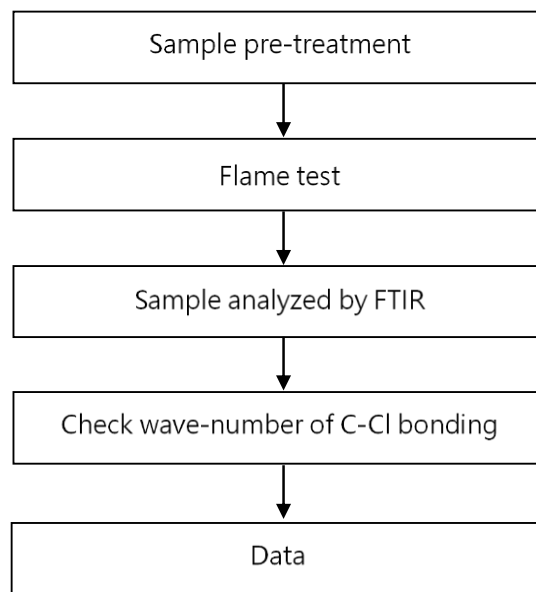 Sample pre-treatment
Flame test
Sample analyzed by FTIR
Check wave-number of C-Cl bonding
Data